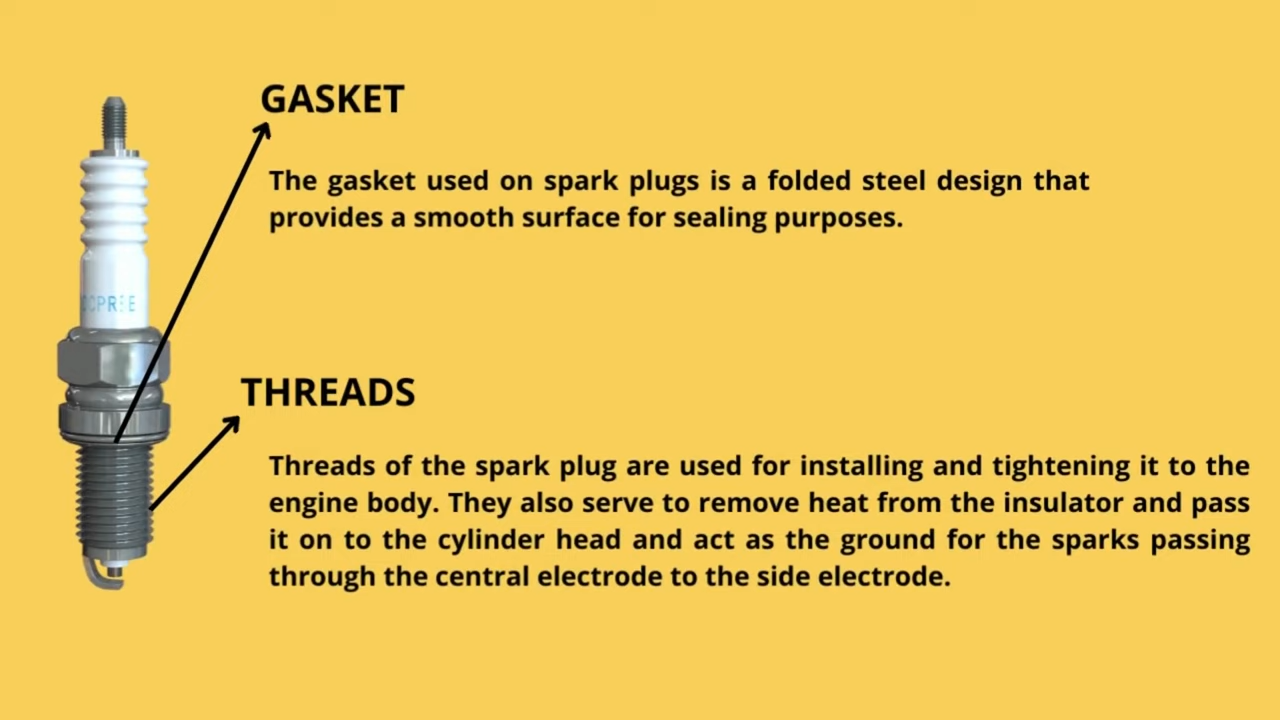 GASKET
The gasket used on spark plugs is a folded steel design that
provides a smooth surface for sealing purposes.
THREADS
Threads of the spark plug are used for installing and tightening it to the
engine body. They also serve to remove heat from the insulator and pass
it on to the cylinder head and act as the ground for the sparks passing
through the central electrode to the side electrode.